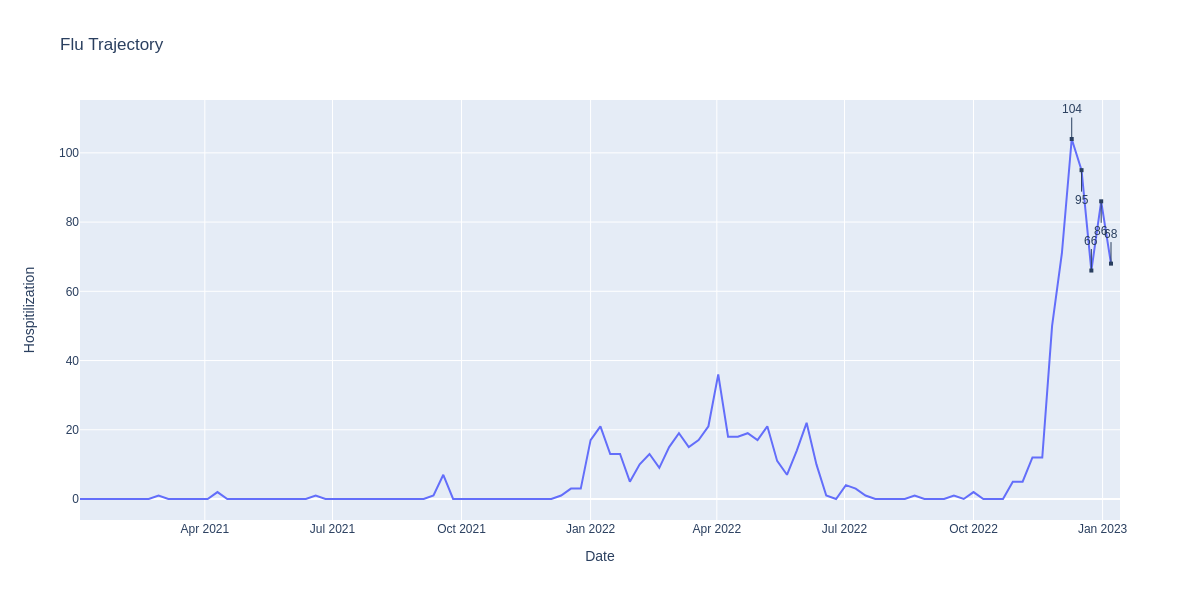 Flu Trajectory
104
100
95
80
86
68
66
60
40
20
0
Hospitilization
Apr 2021
Jul 2021
Oct 2021
Jan 2022
Apr 2022
Jul 2022
Oct 2022
Jan 2023
Date